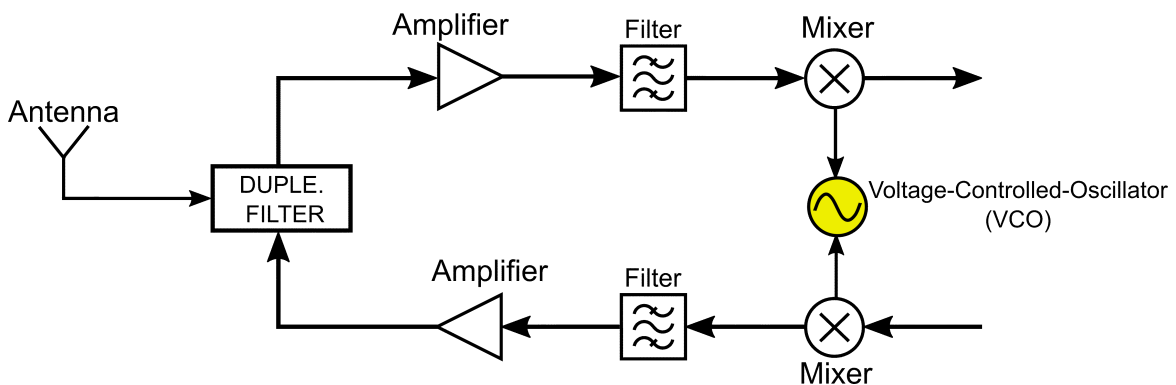 Amplifier
Filter
Mixer
Antenna
DUPLE.
FILTER
Voltage-Controlled-Oscillator
(VCO)
Amplifier
Filter
Mixer